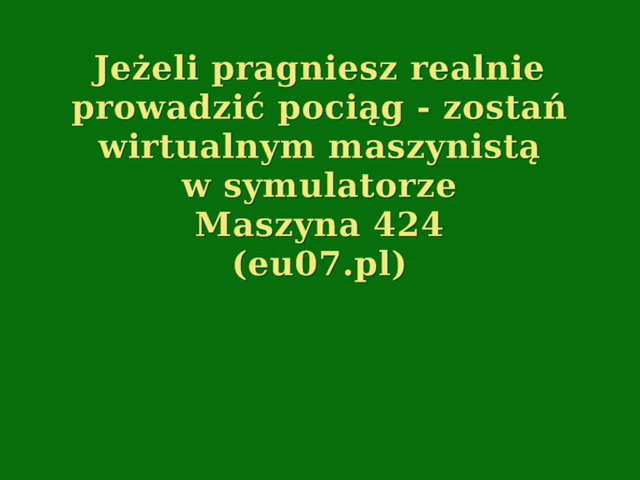 Jeżeli pragniesz realnie
prowadzić pociąg - zostań
wirtualnym maszynistą
w symulatorze
Maszyna 424
(eu07.pl)